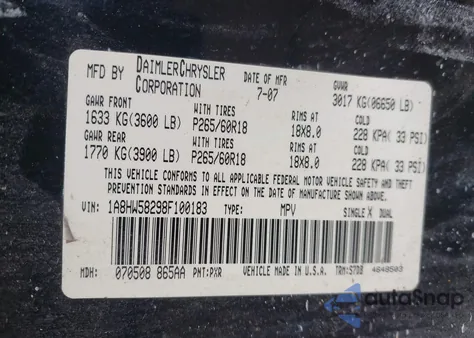 MFD BY DAIMLERCHRYSLER CORPORATION DATE OF MFR 7-07 GVWR 3017 KG(06650 LB)
GAWR FRONT WITH TIRES RIMS AT COLD
1633 KG(3600 LB) P265/60R18 18X8.0 228 KPA( 33 PSI)
GAWR REAR WITH TIRES RIMS AT COLD
1770 KG(3900 LB) P265/60R18 18X8.0 228 KPA( 33 PSI)
THIS VEHICLE CONFORMS TO ALL APPLICABLE FEDERAL MOTOR VEHICLE SAFETY AND
THEFT PREVENTION STANDARDS IN EFFECT ON THE DATE OF MANUFACTURE SHOWN ABOVE.
VIN: 1A8HW58298F100183 TYPE: MPV SINGLE X DUAL
MDH: 070508 865AA PNT:PXR VEHICLE MADE IN U.S.A. TRM:S7D8 4648503
autoSnap